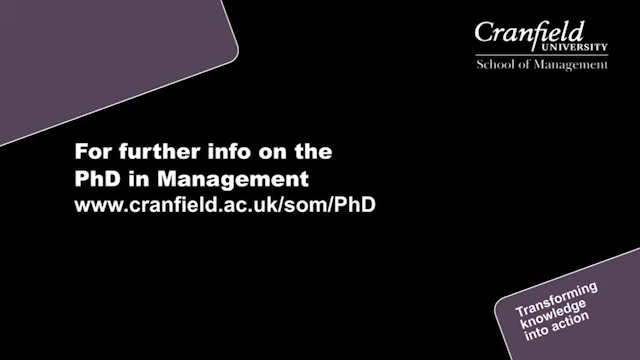 Cranfield
UNIVERSITY
School of Management
For further info on the
PhD in Management
www.cranfield.ac.uk/som/PhD
Transforming
knowledge
into action